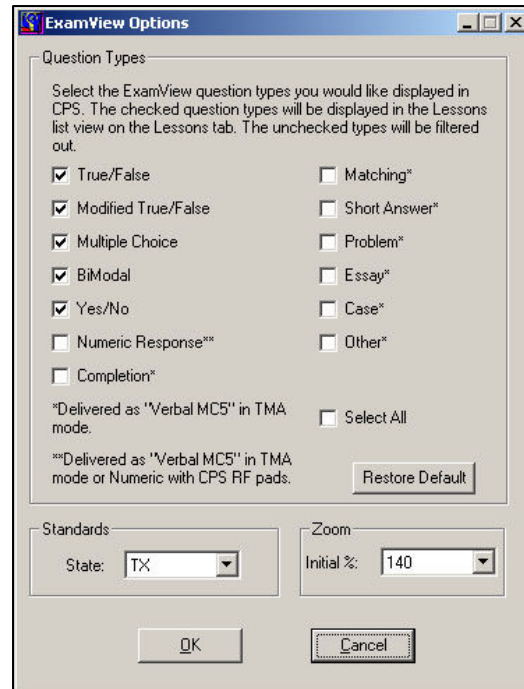 ExamView Options
Question Types
Select the ExamView question types you would like displayed in
CPS. The checked question types will be displayed in the Lessons
list view on the Lessons tab. The unchecked types will be filtered
out.
True/False
Modified True/False
Multiple Choice
BiModal
Yes/No
Numeric Response**
Completion*
Matching*
Short Answer*
Problem*
Essay*
Case*
Other*
*Delivered as "Verbal MC5" in TMA
mode.
Select All
**Delivered as "Verbal MC5" in TMA
mode or Numeric with CPS RF pads.
Restore Default
Standards
State: TX
Zoom
Initial %: 140
OK
Cancel